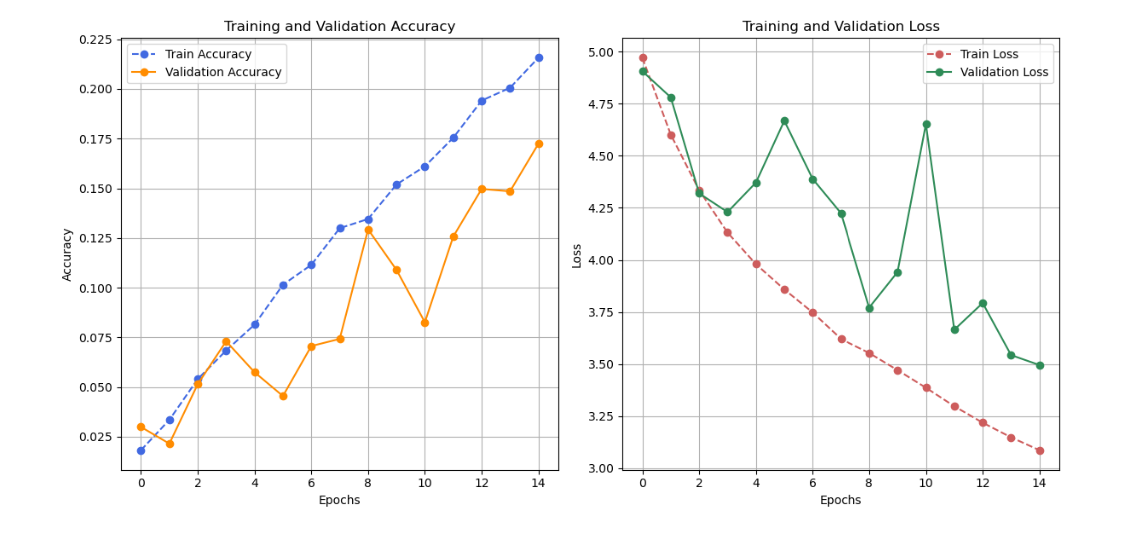 Training and Validation Accuracy
Train Accuracy
Validation Accuracy
0.225
0.200
0.175
0.150
0.125
0.100
0.075
0.050
0.025
Accuracy
0 2 4 6 8 10 12 14
Epochs
Training and Validation Loss
Train Loss
Validation Loss
5.00
4.75
4.50
4.25
4.00
3.75
3.50
3.25
3.00
Loss
0 2 4 6 8 10 12 14
Epochs